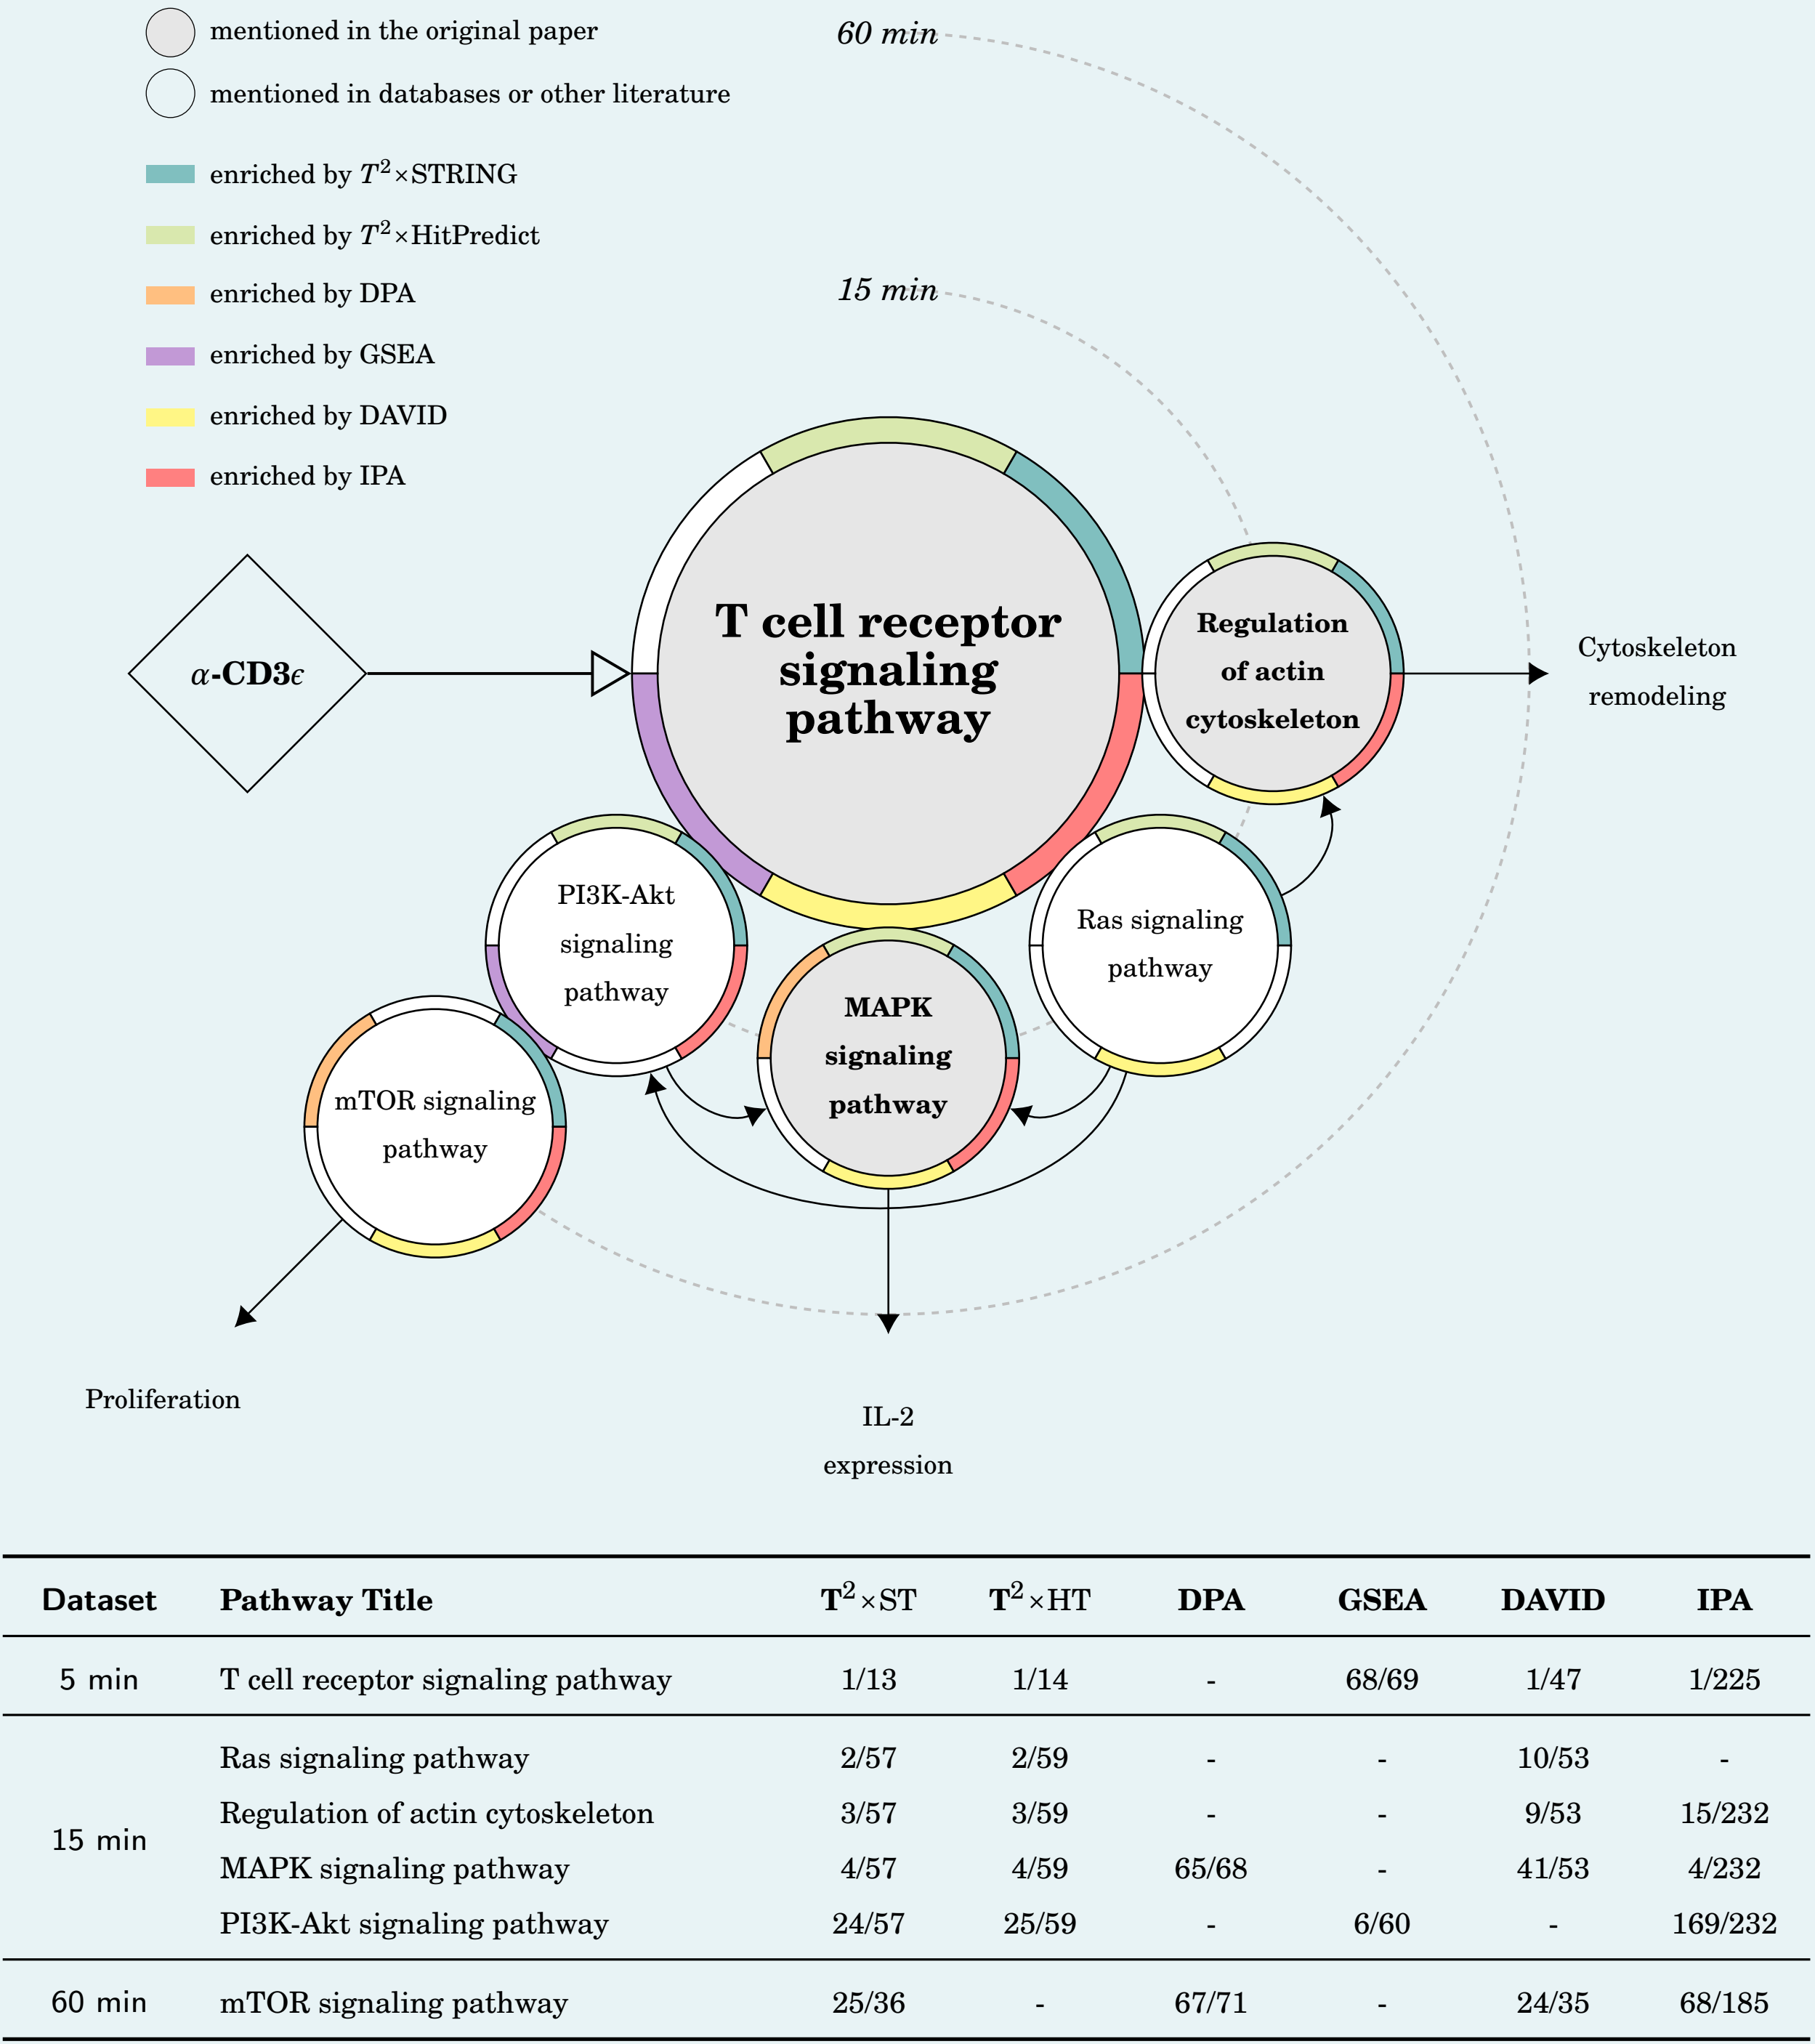 mentioned in the original paper
mentioned in databases or other literature
enriched by T²×STRING
enriched by T²×HitPredict
enriched by DPA
enriched by GSEA
enriched by DAVID
enriched by IPA
60 min
15 min
α-CD3ϵ
T cell receptor
signaling
pathway
Regulation
of actin
cytoskeleton
Cytoskeleton
remodeling
PI3K-Akt
signaling
pathway
Ras signaling
pathway
MAPK
signaling
pathway
mTOR signaling
pathway
Proliferation
IL-2
expression
Dataset Pathway Title T²×ST T²×HT DPA GSEA DAVID IPA
5 min T cell receptor signaling pathway 1/13 1/14 - 68/69 1/47 1/225
Ras signaling pathway 2/57 2/59 - - 10/53 -
Regulation of actin cytoskeleton 3/57 3/59 - - 9/53 15/232
15 min
MAPK signaling pathway 4/57 4/59 65/68 - 41/53 4/232
PI3K-Akt signaling pathway 24/57 25/59 - 6/60 - 169/232
60 min mTOR signaling pathway 25/36 - 67/71 - 24/35 68/185